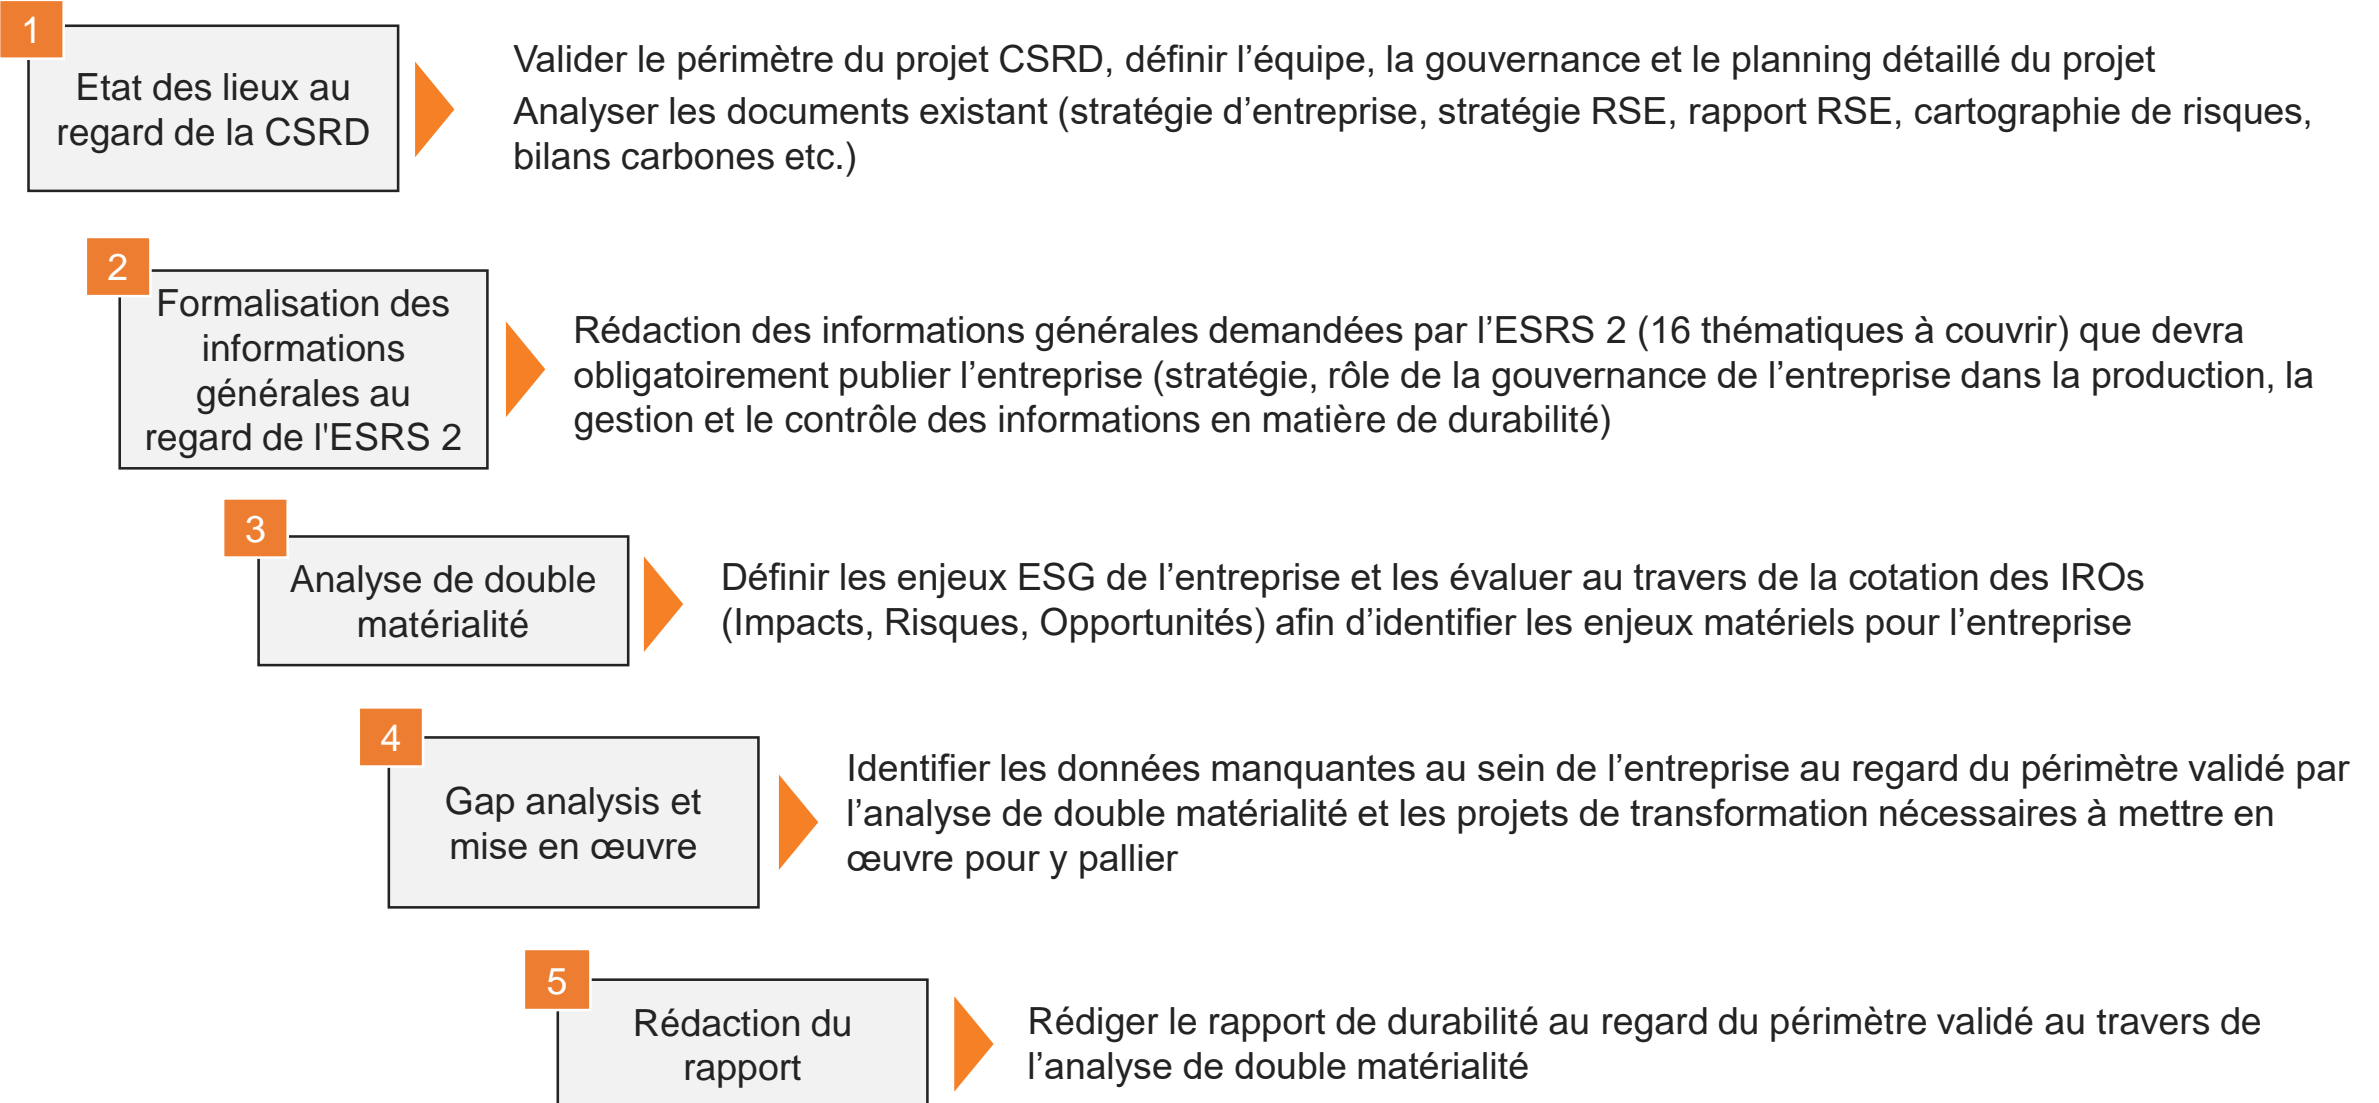 1
Etat des lieux au
regard de la CSRD
Valider le périmètre du projet CSRD, définir l’équipe, la gouvernance et le planning détaillé du projet
Analyser les documents existant (stratégie d’entreprise, stratégie RSE, rapport RSE, cartographie de risques,
bilans carbones etc.)
2
Formalisation des
informations
générales au
regard de l'ESRS 2
Rédaction des informations générales demandées par l’ESRS 2 (16 thématiques à couvrir) que devra
obligatoirement publier l’entreprise (stratégie, rôle de la gouvernance de l’entreprise dans la production, la
gestion et le contrôle des informations en matière de durabilité)
3
Analyse de double
matérialité
Définir les enjeux ESG de l’entreprise et les évaluer au travers de la cotation des IROs
(Impacts, Risques, Opportunités) afin d’identifier les enjeux matériels pour l’entreprise
4
Gap analysis et
mise en œuvre
Identifier les données manquantes au sein de l’entreprise au regard du périmètre validé par
l’analyse de double matérialité et les projets de transformation nécessaires à mettre en
œuvre pour y pallier
5
Rédaction du
rapport
Rédiger le rapport de durabilité au regard du périmètre validé au travers de
l’analyse de double matérialité